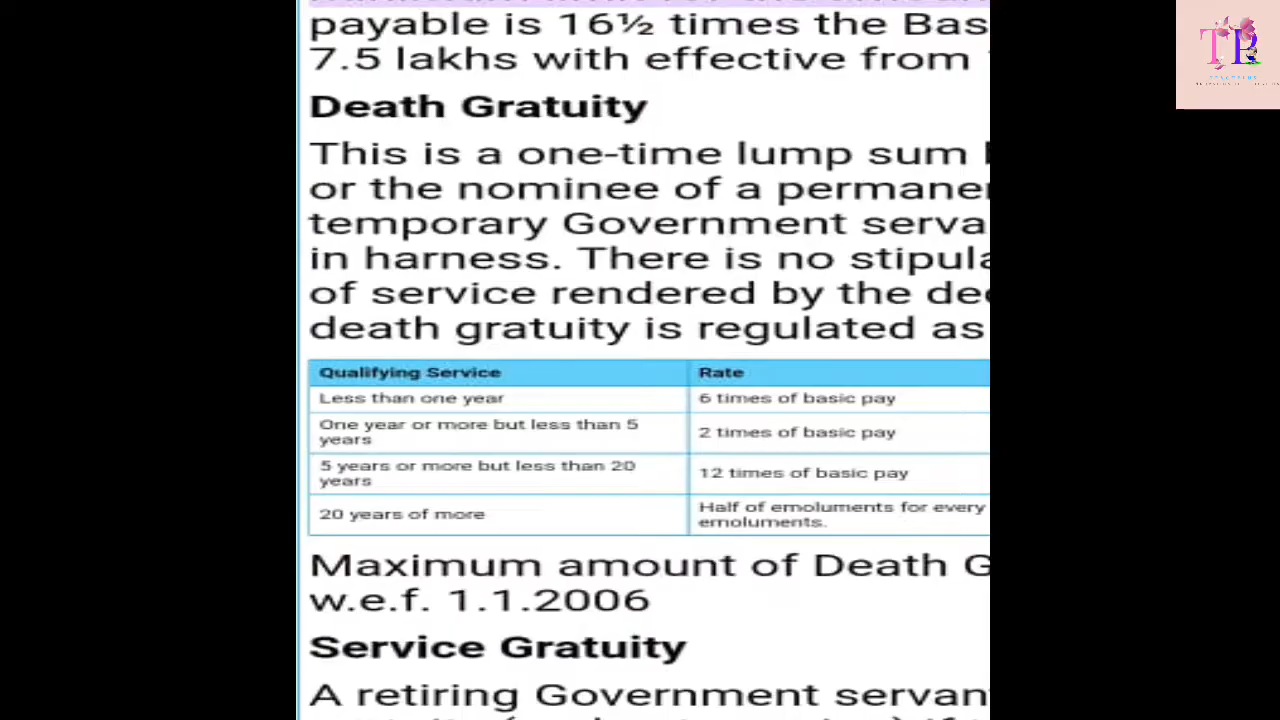 payable is 16½ times the Bas
7.5 lakhs with effective from
Death Gratuity
This is a one-time lump sum
or the nominee of a permane
temporary Government serva
in harness. There is no stipula
of service rendered by the de
death gratuity is regulated as
Qualifying Service Rate
Less than one year 6 times of basic pay
One year or more but less than 5 years 2 times of basic pay
5 years or more but less than 20 years 12 times of basic pay
20 years of more Half of emoluments for every emoluments.
Maximum amount of Death G
w.e.f. 1.1.2006
Service Gratuity
A retiring Government servan